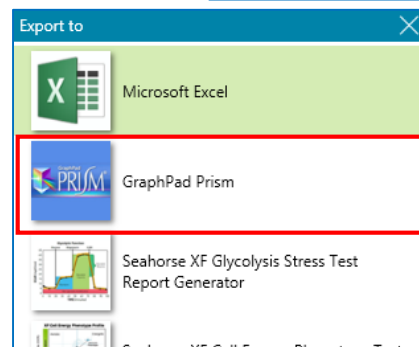 Export to
Microsoft Excel
GraphPad
PRISM
GraphPad Prism
Seahorse XF Glycolysis Stress Test
Report Generator